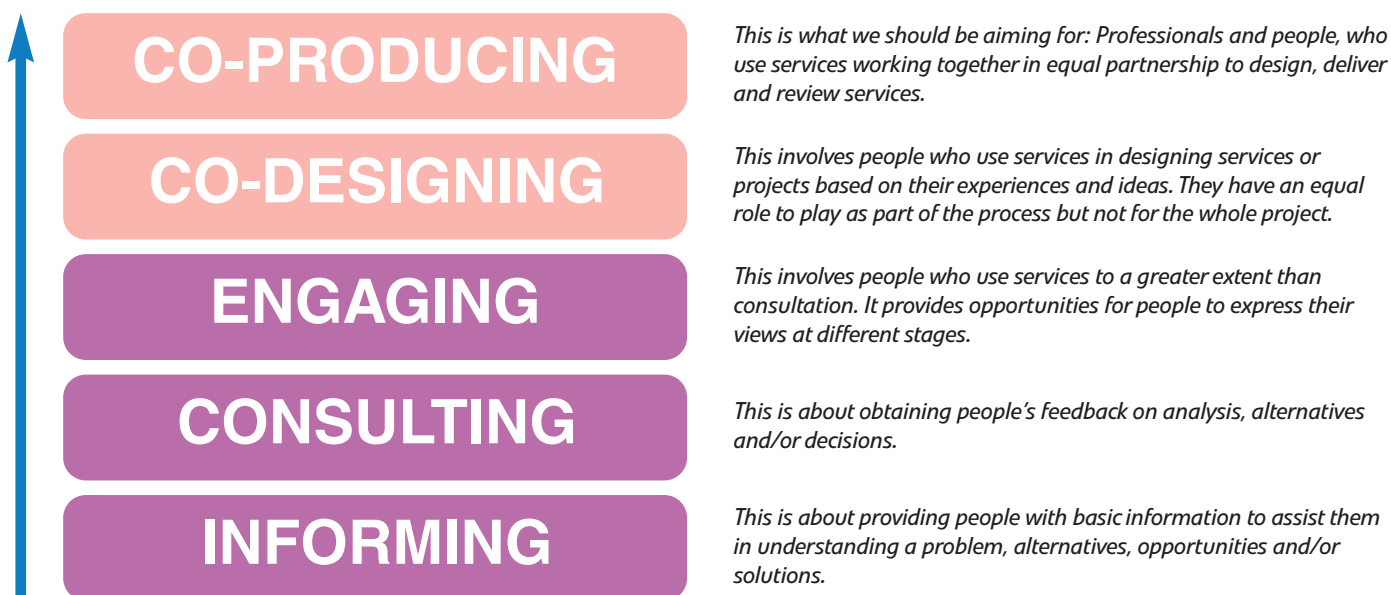 CO-PRODUCING
This is what we should be aiming for: Professionals and people, who
use services working together in equal partnership to design, deliver
and review services.
CO-DESIGNING
This involves people who use services in designing services or
projects based on their experiences and ideas. They have an equal
role to play as part of the process but not for the whole project.
ENGAGING
This involves people who use services to a greater extent than
consultation. It provides opportunities for people to express their
views at different stages.
CONSULTING
This is about obtaining people’s feedback on analysis, alternatives
and/or decisions.
INFORMING
This is about providing people with basic information to assist them
in understanding a problem, alternatives, opportunities and/or
solutions.